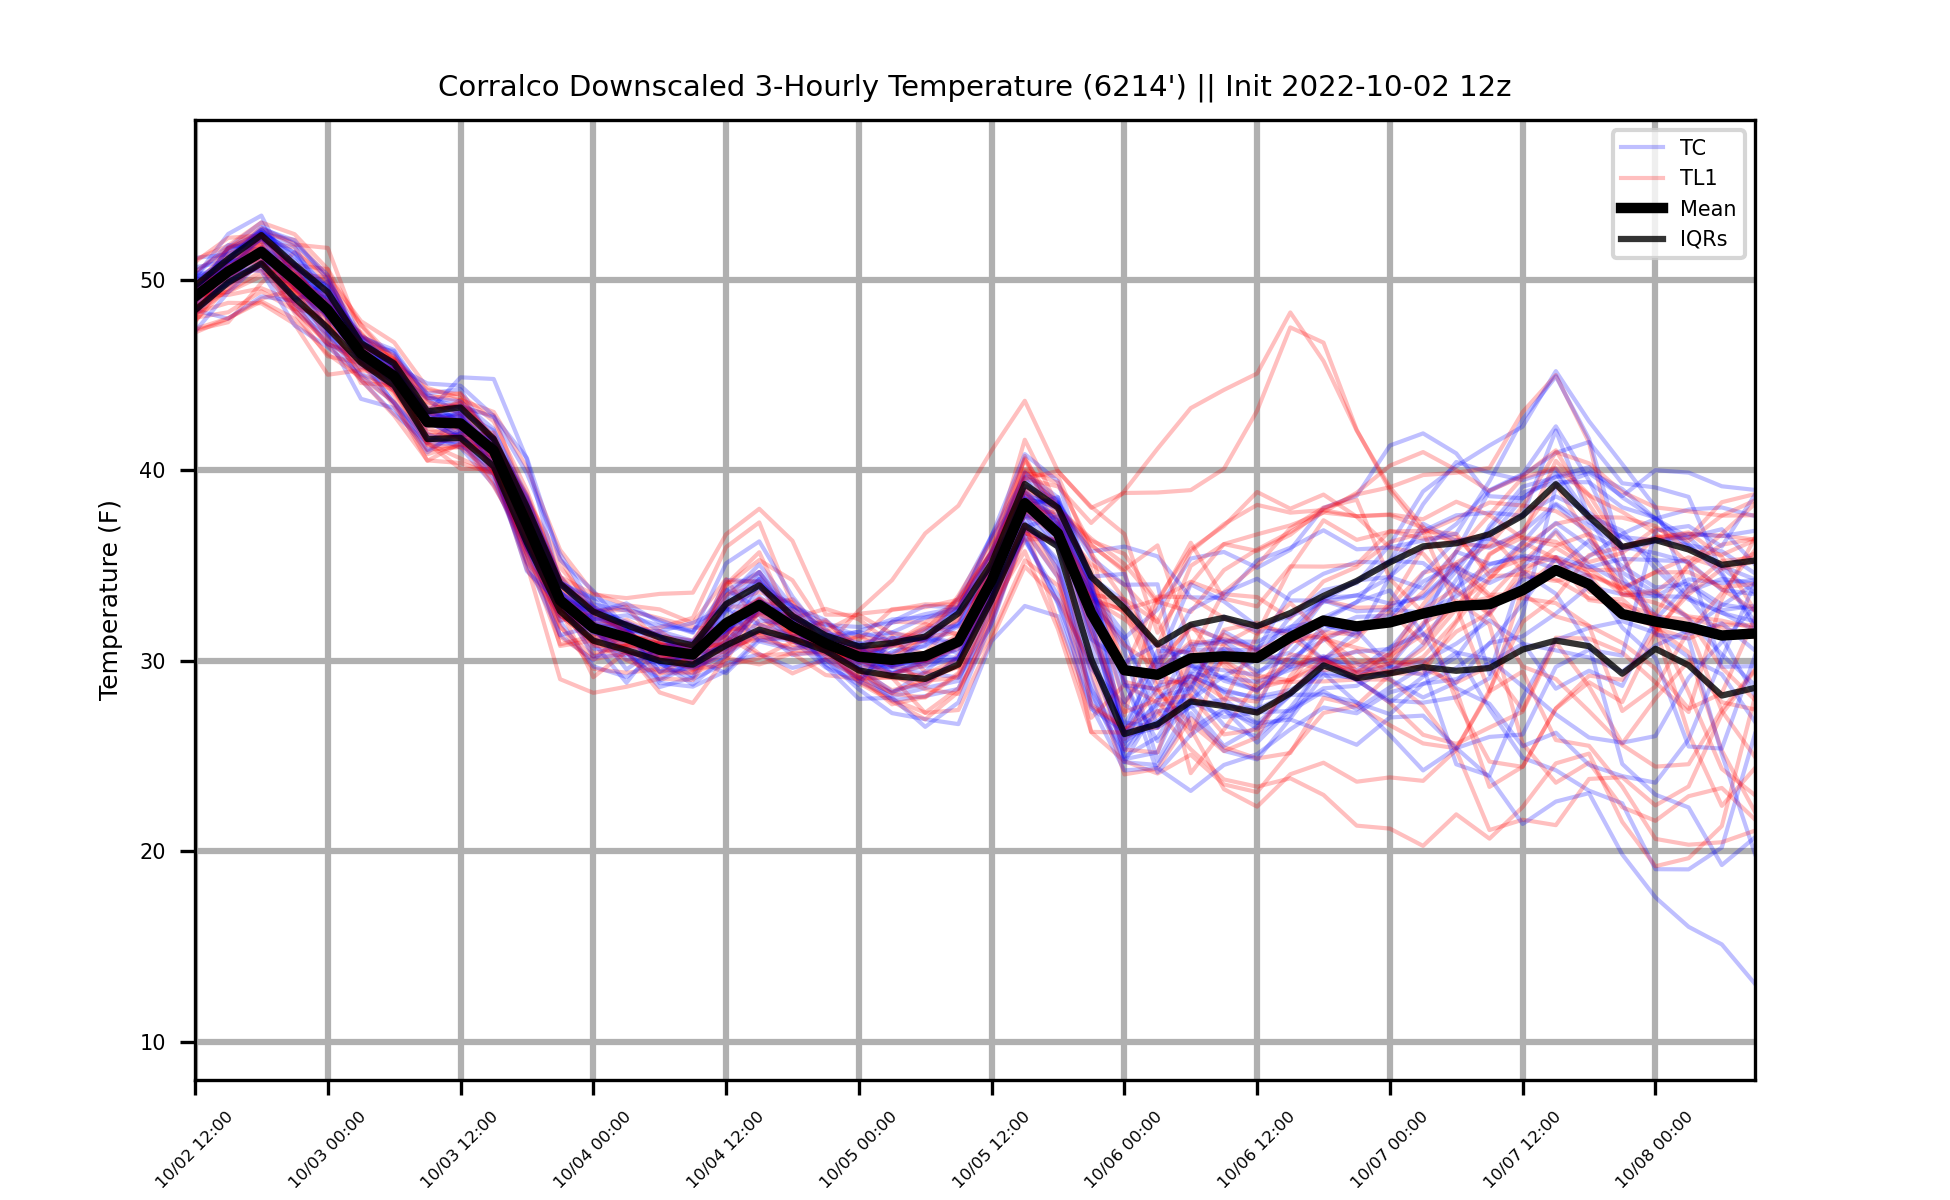 Corralco Downscaled 3-Hourly Temperature (6214') || Init 2022-10-02 12z
TC
TL1
Mean
IQRs
Temperature (F)
50
40
30
20
10
10/02 12:00
10/03 00:00
10/03 12:00
10/04 00:00
10/04 12:00
10/05 00:00
10/05 12:00
10/06 00:00
10/06 12:00
10/07 00:00
10/07 12:00
10/08 00:00